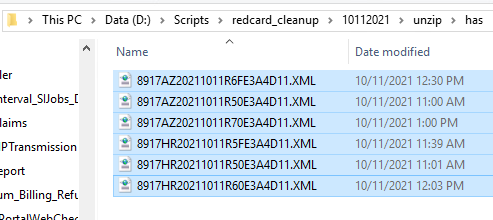 This PC > Data (D:) > Scripts > redcard_cleanup > 10112021 > unzip > has
Name Date modified
8917AZ20211011R6FE3A4D11.XML 10/11/2021 12:30 PM
ler
8917AZ20211011R50E3A4D11.XML 10/11/2021 11:00 AM
nterval_SIJobs_D
8917AZ20211011R70E3A4D11.XML 10/11/2021 1:00 PM
laims
8917HR20211011R5FE3A4D11.XML 10/11/2021 11:39 AM
IPTransmission
8917HR20211011R50E3A4D11.XML 10/11/2021 11:01 AM
-Report
8917HR20211011R60E3A4D11.XML 10/11/2021 12:03 PM
um_Billing_Refu
PortalWebChec